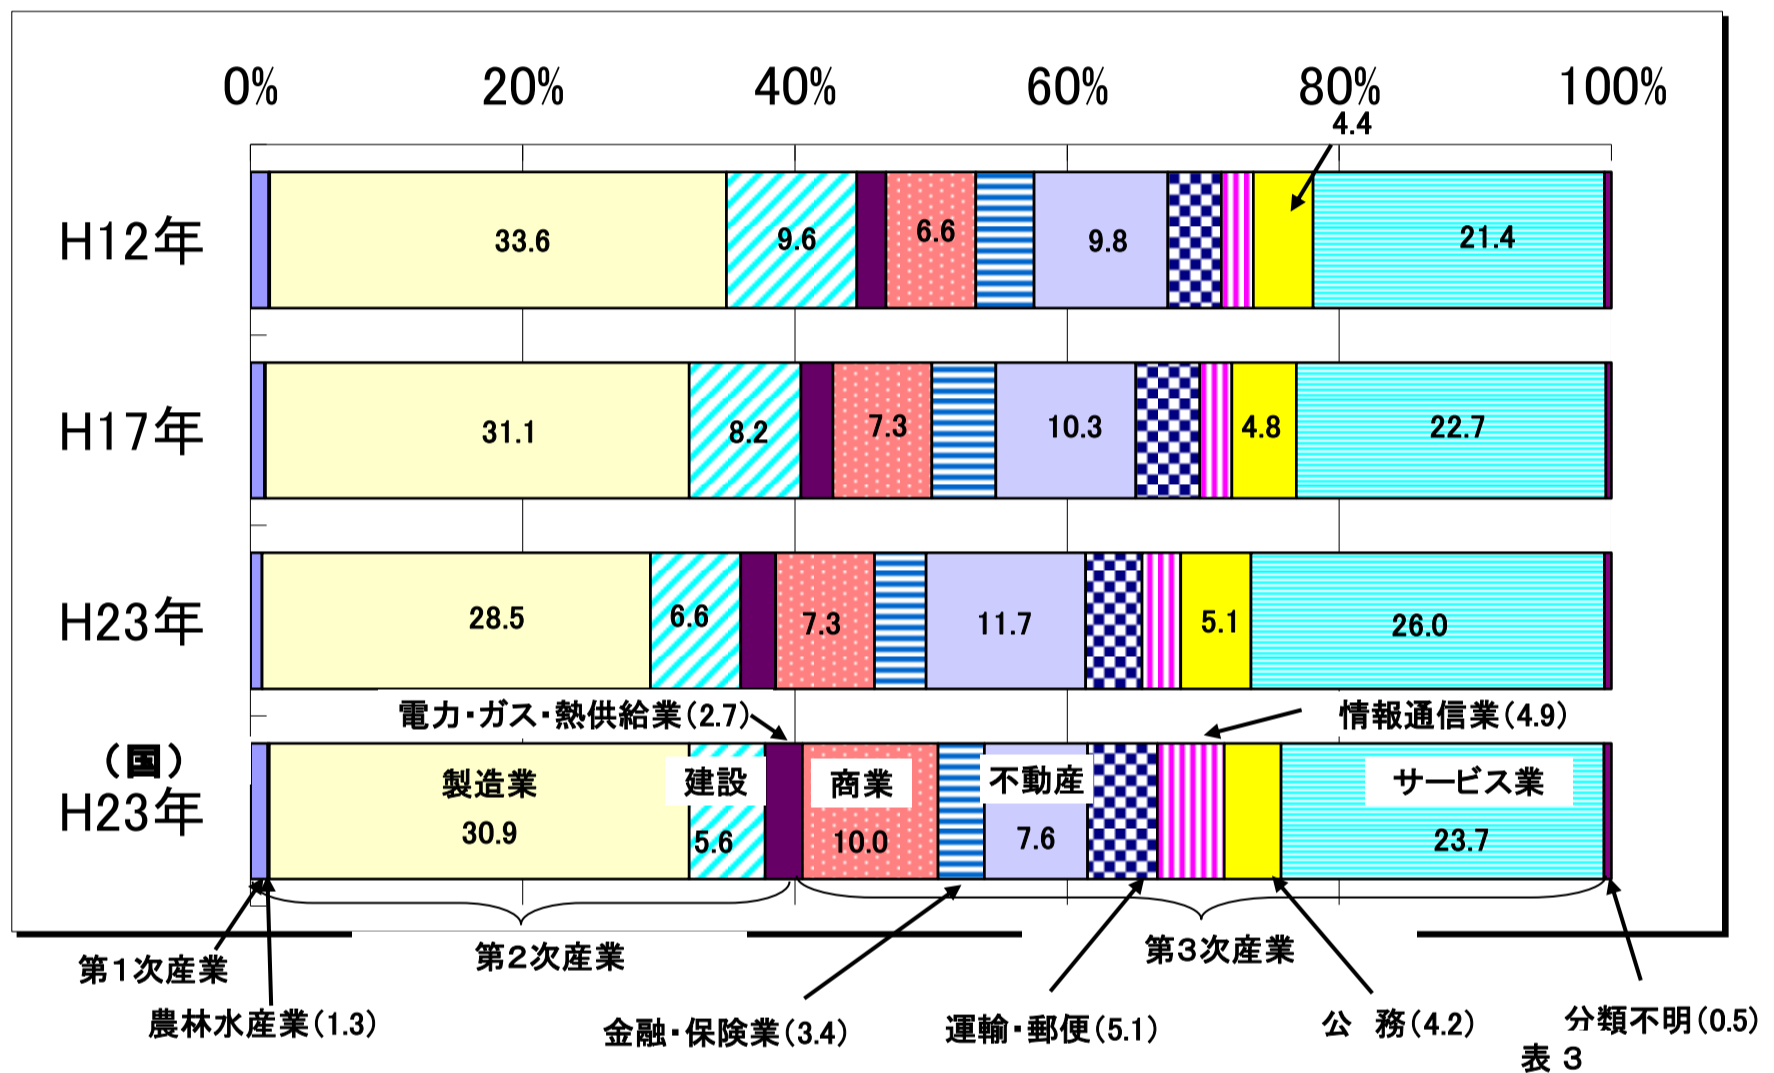 0% 20% 40% 60% 80% 100%
4.4
H12年 33.6 9.6 6.6 9.8 21.4
H17年 31.1 8.2 7.3 10.3 4.8 22.7
H23年 28.5 6.6 7.3 11.7 5.1 26.0
電力・ガス・熱供給業(2.7) 情報通信業(4.9)
（国）
H23年
製造業 建設 商業 不動産 サービス業
30.9 5.6 10.0 7.6 23.7
第1次産業 第2次産業 第3次産業
農林水産業(1.3) 金融・保険業(3.4) 運輸・郵便(5.1) 公　務(4.2) 分類不明(0.5)
表 3